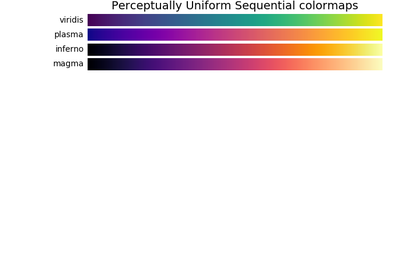 Perceptually Uniform Sequential colormaps
viridis
plasma
inferno
magma